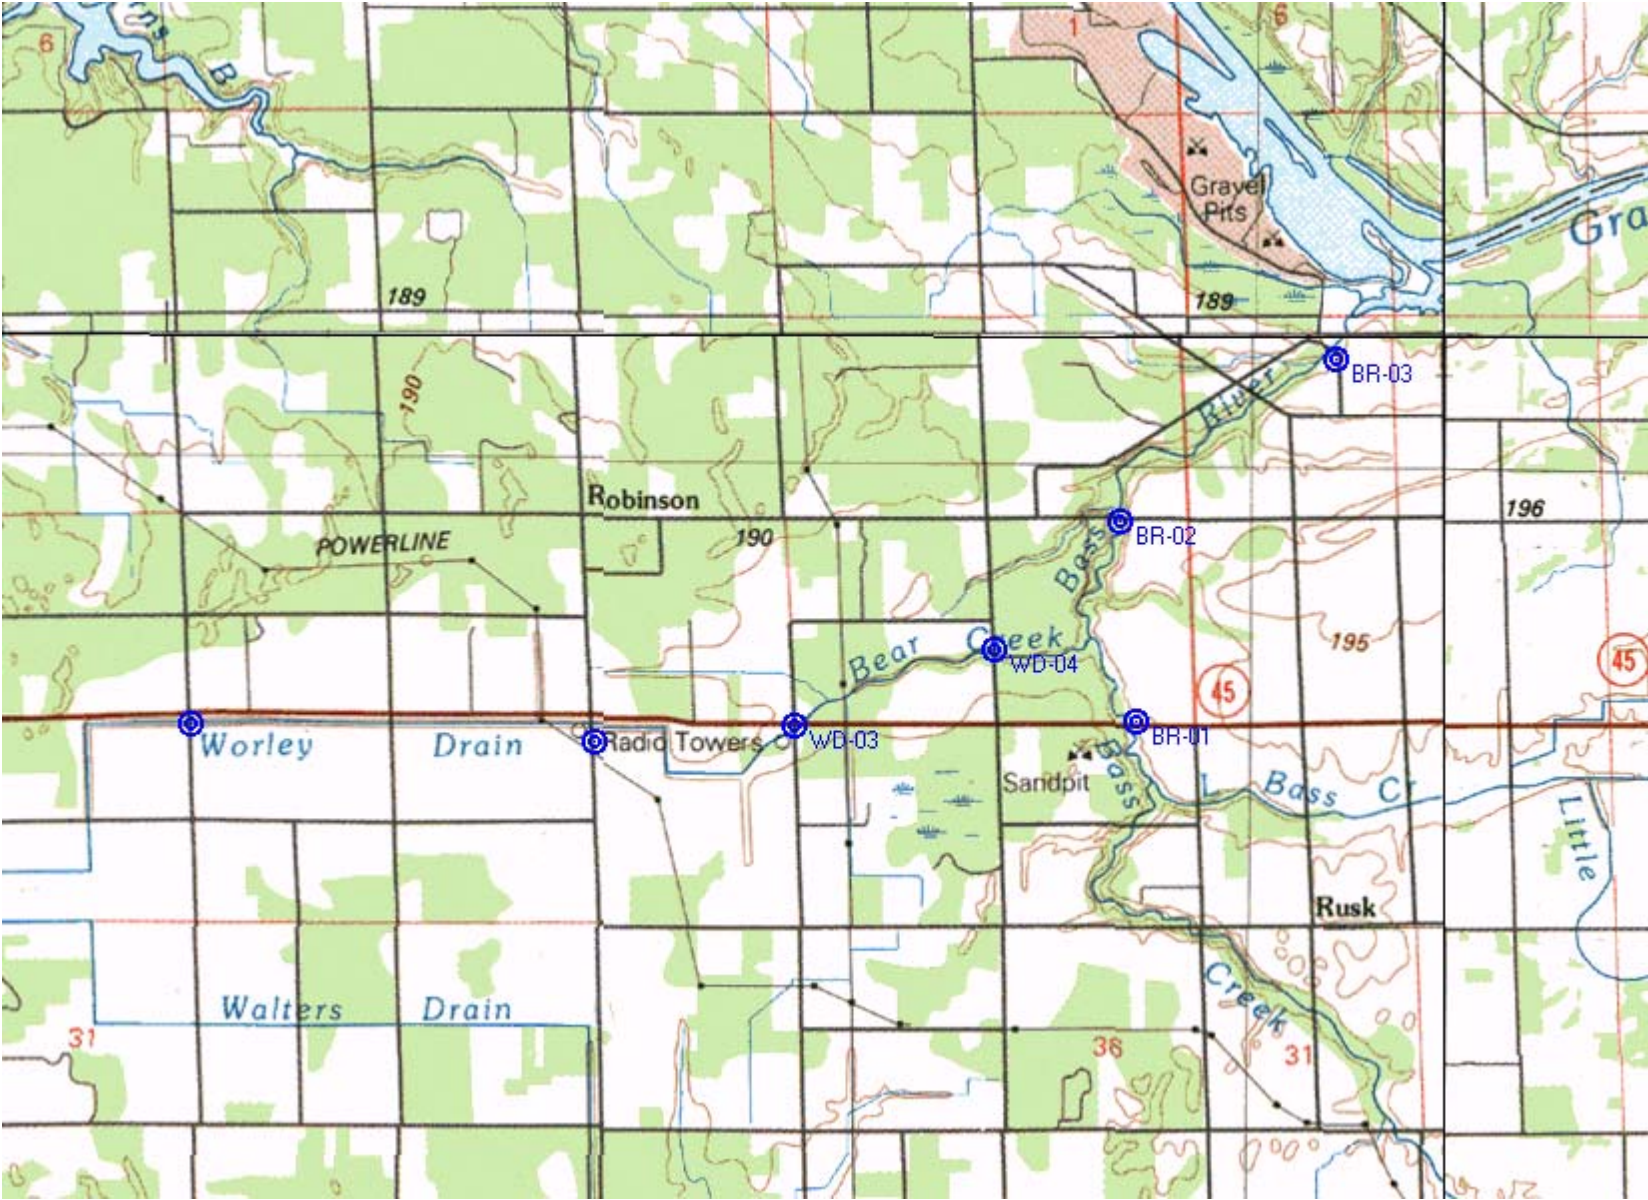 6
B
1
6
Gravel
Pits
Gra
189
189
River
BR-03
190
Robinson
196
POWERLINE
190
BR-02
Bass
195
Bear Creek
WD-04
45
45
Worley Drain
Radio Towers
WD-03
BR-01
Sandpit
Bass
L Bass Cr
Little
Rusk
Creek
Walters Drain
31
36
31